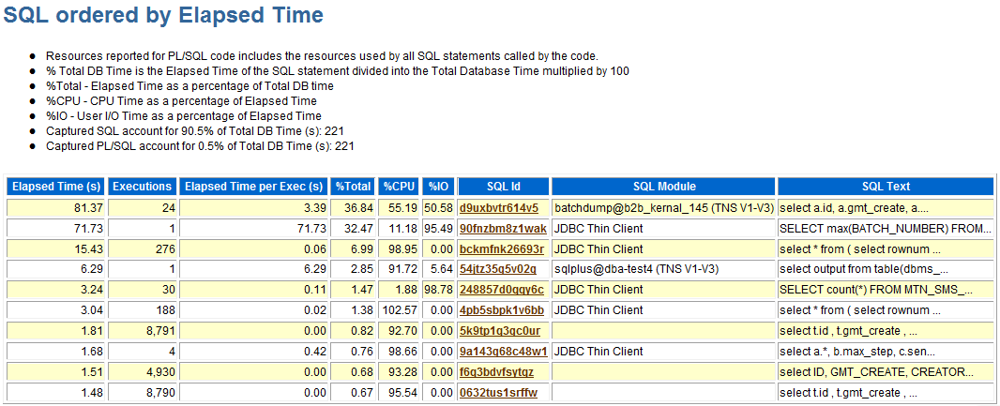 SQL ordered by Elapsed Time
Resources reported for PL/SQL code includes the resources used by all SQL statements called by the code.
% Total DB Time is the Elapsed Time of the SQL statement divided into the Total Database Time multiplied by 100
%Total - Elapsed Time as a percentage of Total DB time
%CPU - CPU Time as a percentage of Elapsed Time
%IO - User I/O Time as a percentage of Elapsed Time
Captured SQL account for 90.5% of Total DB Time (s): 221
Captured PL/SQL account for 0.5% of Total DB Time (s): 221
Elapsed Time (s) Executions Elapsed Time per Exec (s) %Total %CPU %IO SQL Id SQL Module SQL Text
81.37 24 3.39 36.84 55.19 50.58 d9uxbvtr614v5 batchdump@b2b_kernal_145 (TNS V1-V3) select a.id, a.gmt_create, a....
71.73 1 71.73 32.47 11.18 95.49 90fnzbm8z1wak JDBC Thin Client SELECT max(BATCH_NUMBER) FROM...
15.43 276 0.06 6.99 98.95 0.00 bckmfnk26693r JDBC Thin Client select * from ( select rownum ...
6.29 1 6.29 2.85 91.72 5.64 54jtz35q5v02q sqlplus@dba-test4 (TNS V1-V3) select output from table(dbms_...
3.24 30 0.11 1.47 1.88 98.78 248857d0qqy6c JDBC Thin Client SELECT count(*) FROM MTN_SMS_...
3.04 188 0.02 1.38 102.57 0.00 4pb5sbpk1v6bb JDBC Thin Client select * from ( select rownum ...
1.81 8,791 0.00 0.82 92.70 0.00 5k9tp1q3qc0ur select t.id , t.gmt_create , ...
1.68 4 0.42 0.76 98.66 0.00 9a143q68c48w1 JDBC Thin Client select a.*, b.max_step, c.sen...
1.51 4,930 0.00 0.68 93.28 0.00 f6q3bdvfsytqz select ID, GMT_CREATE, CREATOR...
1.48 8,790 0.00 0.67 95.54 0.00 0632tus1srffw select t.id , t.gmt_create , ...